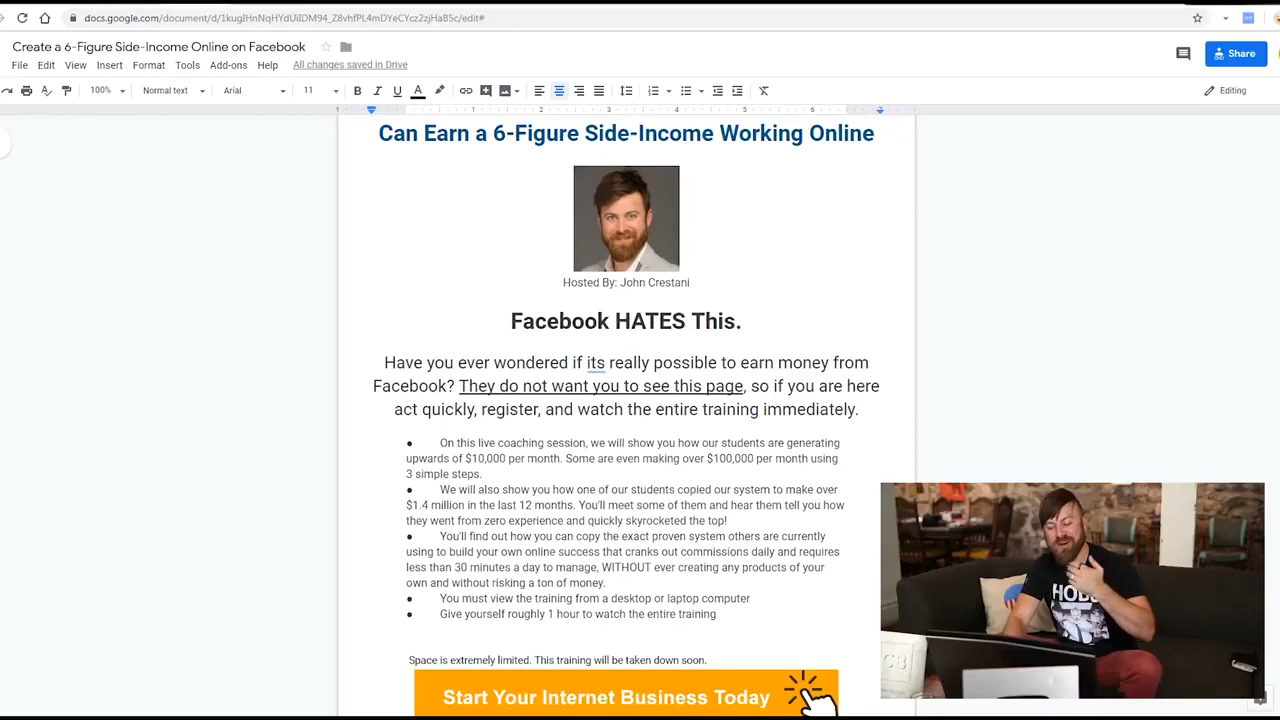 docs.google.com/document/d/1kugIHnNqHYdUiIDM94_Z8vhfPL4mDYeCYcz2zjHaB5c/edit#
Create a 6-Figure Side-Income Online on Facebook
File Edit View Insert Format Tools Add-ons Help All changes saved in Drive
Share
100% Normal text Arial 11 B I U A Editing
1 1 2 3 4 5 6
Can Earn a 6-Figure Side-Income Working Online
Hosted By: John Crestani
Facebook HATES This.
Have you ever wondered if its really possible to earn money from
Facebook? They do not want you to see this page, so if you are here
act quickly, register, and watch the entire training immediately.
● On this live coaching session, we will show you how our students are generating
upwards of $10,000 per month. Some are even making over $100,000 per month using
3 simple steps.
● We will also show you how one of our students copied our system to make over
$1.4 million in the last 12 months. You'll meet some of them and hear them tell you how
they went from zero experience and quickly skyrocketed the top!
● You'll find out how you can copy the exact proven system others are currently
using to build your own online success that cranks out commissions daily and requires
less than 30 minutes a day to manage, WITHOUT ever creating any products of your
own and without risking a ton of money.
● You must view the training from a desktop or laptop computer
● Give yourself roughly 1 hour to watch the entire training
Space is extremely limited. This training will be taken down soon.
Start Your Internet Business Today